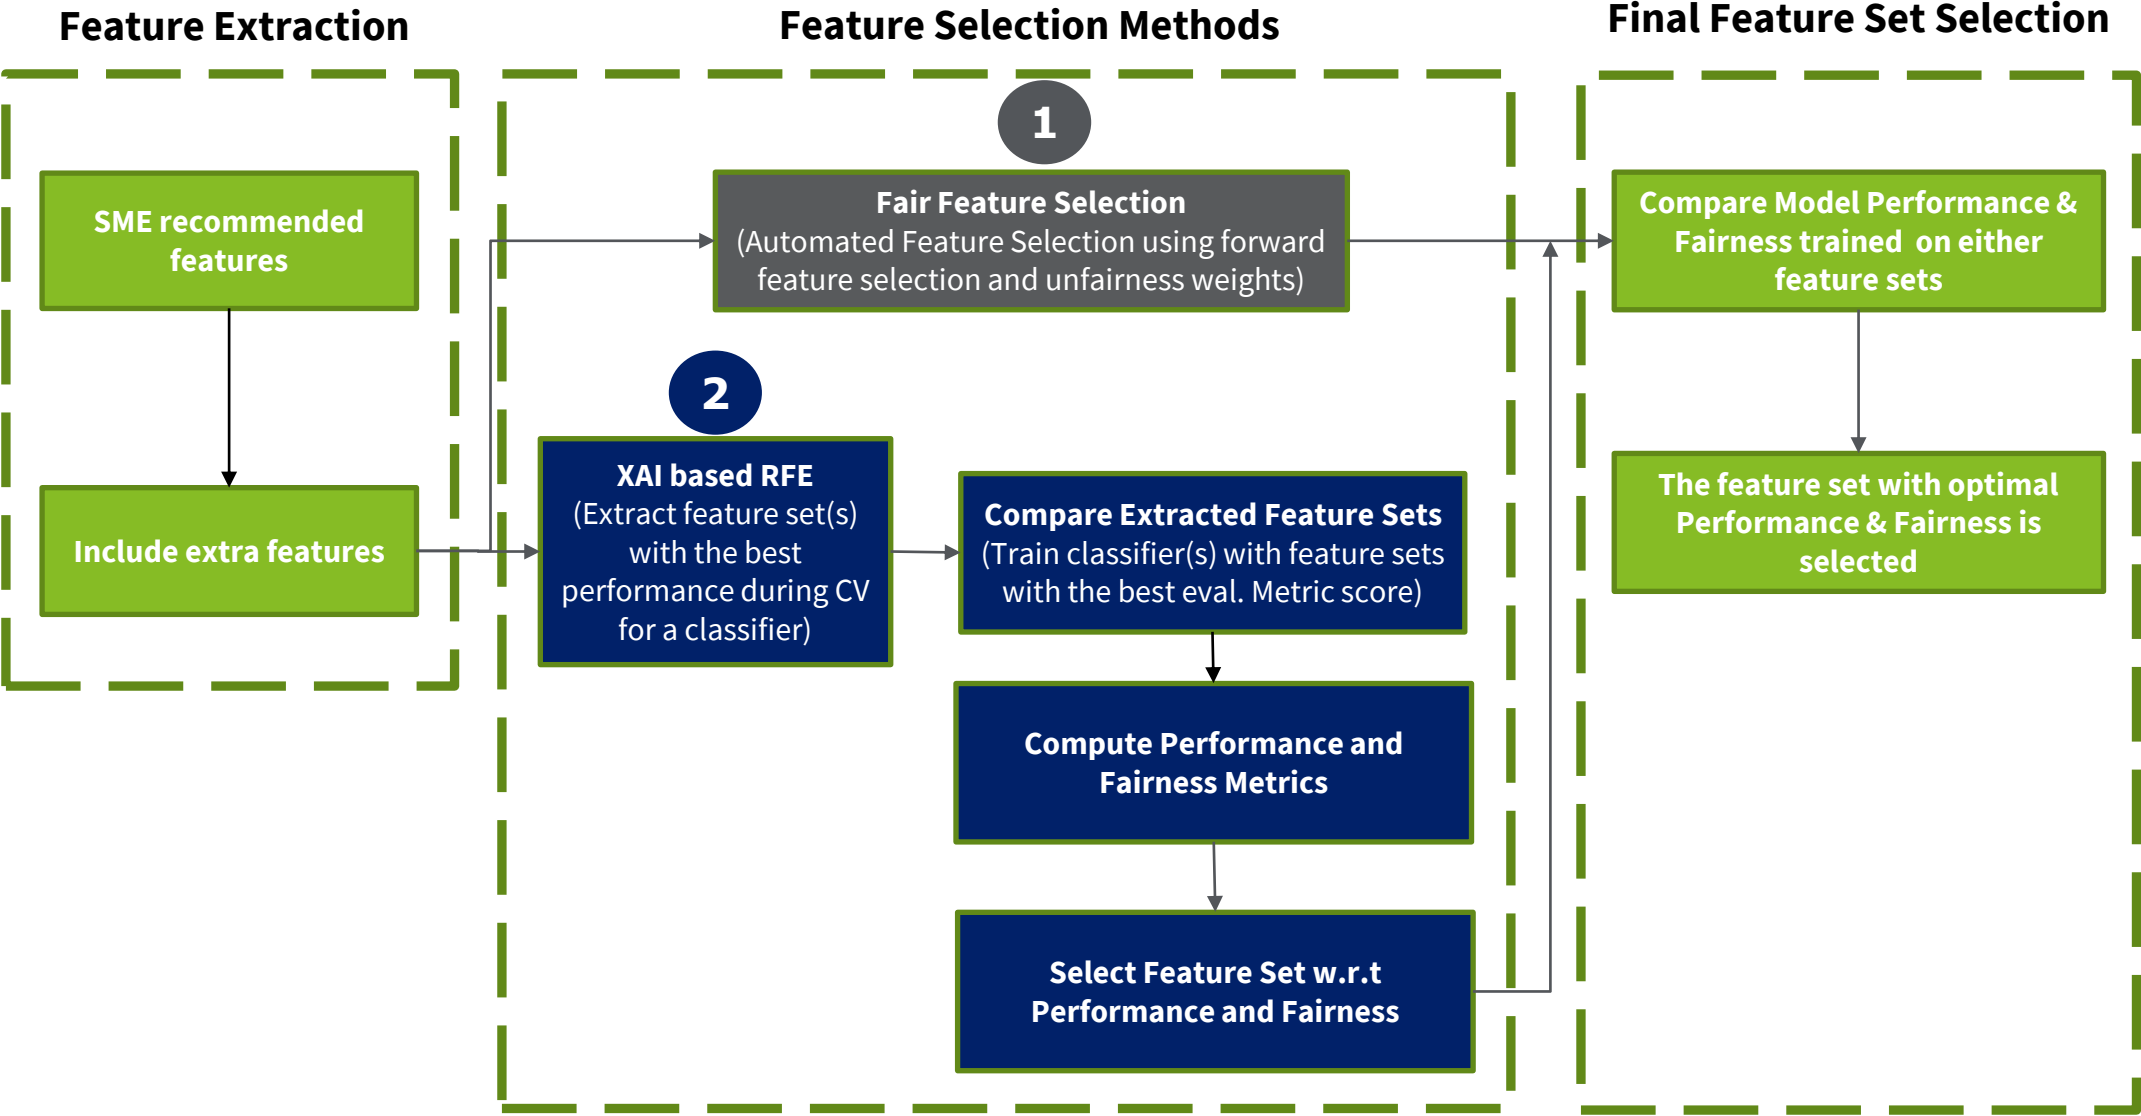 Feature Extraction
Feature Selection Methods
Final Feature Set Selection
SME recommended
features
Include extra features
1
Fair Feature Selection
(Automated Feature Selection using forward
feature selection and unfairness weights)
2
XAI based RFE
(Extract feature set(s)
with the best
performance during CV
for a classifier)
Compare Extracted Feature Sets
(Train classifier(s) with feature sets
with the best eval. Metric score)
Compute Performance and
Fairness Metrics
Select Feature Set w.r.t
Performance and Fairness
Compare Model Performance &
Fairness trained  on either
feature sets
The feature set with optimal
Performance & Fairness is
selected